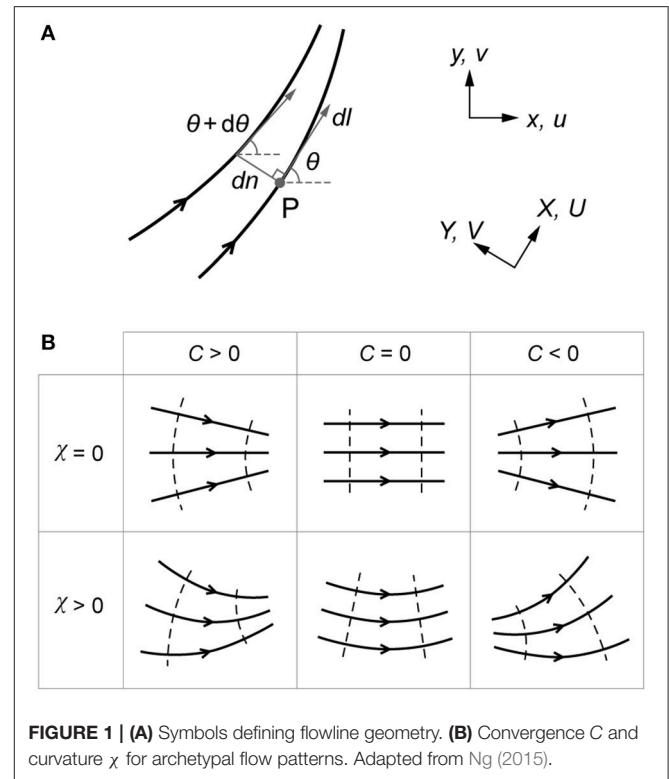 A
y, v
θ + dθ
dl
x, u
θ
dn
P
X, U
Y, V
B
C > 0
C = 0
C < 0
χ = 0
χ > 0
FIGURE 1 | (A) Symbols defining flowline geometry. (B) Convergence C and
curvature χ for archetypal flow patterns. Adapted from Ng (2015).